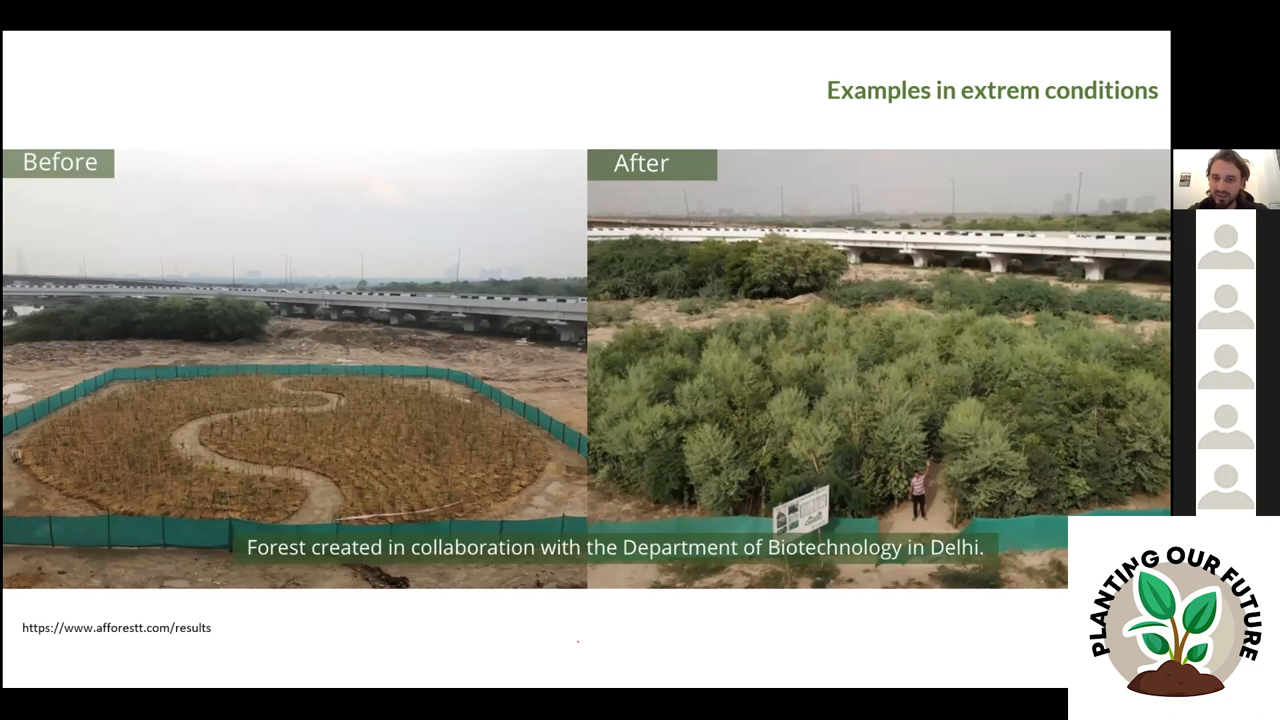 Examples in extrem conditions
Before
After
Forest created in collaboration with the Department of Biotechnology in Delhi.
https://www.afforestt.com/results
PLANTING OUR FUTURE